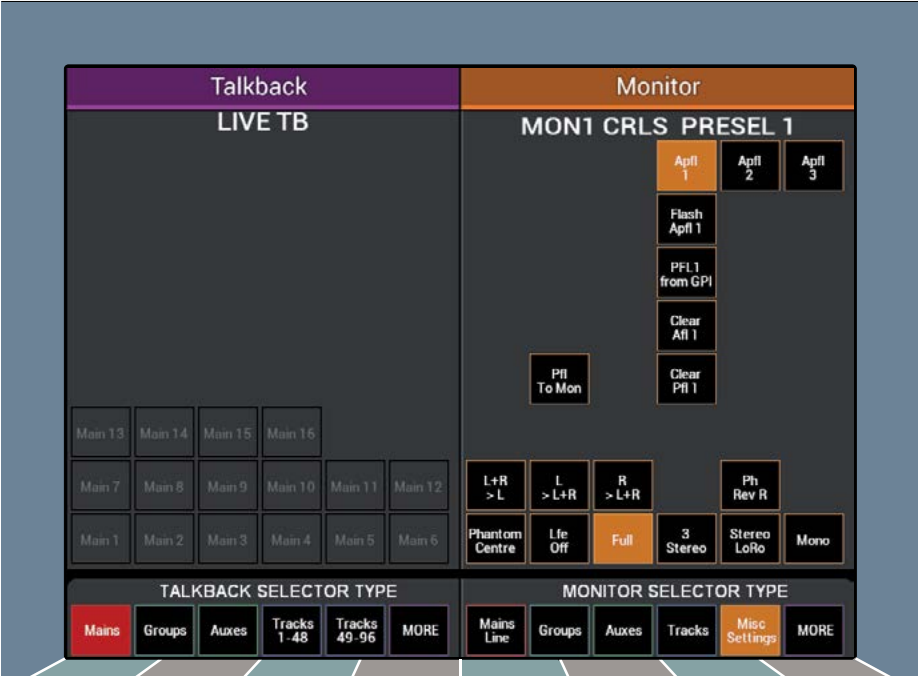 Talkback
Monitor
LIVE TB
MON1 CRLS PRESEL 1
Apfl
1
Apfl
2
Apfl
3
Flash
Apfl 1
PFL1
from GPI
Clear
Afl 1
Pfl
To Mon
Clear
Pfl 1
Main 13
Main 14
Main 15
Main 16
Main 7
Main 8
Main 9
Main 10
Main 11
Main 12
L+R
>L
L
>L+R
R
>L+R
Ph
Rev R
Main 1
Main 2
Main 3
Main 4
Main 5
Main 6
Phantom
Centre
Lfe
Off
Full
3
Stereo
Stereo
LoRo
Mono
TALKBACK SELECTOR TYPE
MONITOR SELECTOR TYPE
Mains
Groups
Auxes
Tracks
1-48
Tracks
49-96
MORE
Mains
Line
Groups
Auxes
Tracks
Misc
Settings
MORE